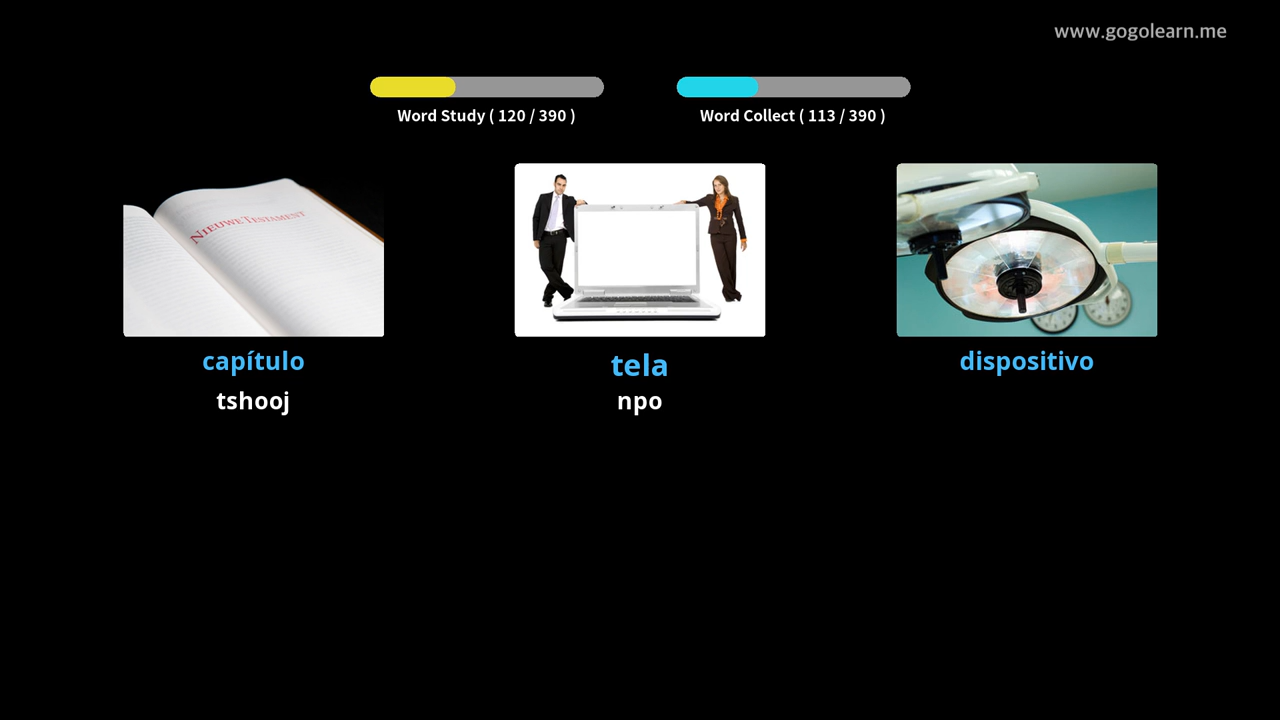 www.gogolearn.me
Word Study ( 120 / 390 )
Word Collect ( 113 / 390 )
NIEUWE TESTAMENT
capítulo
tela
dispositivo
tshooj
npo